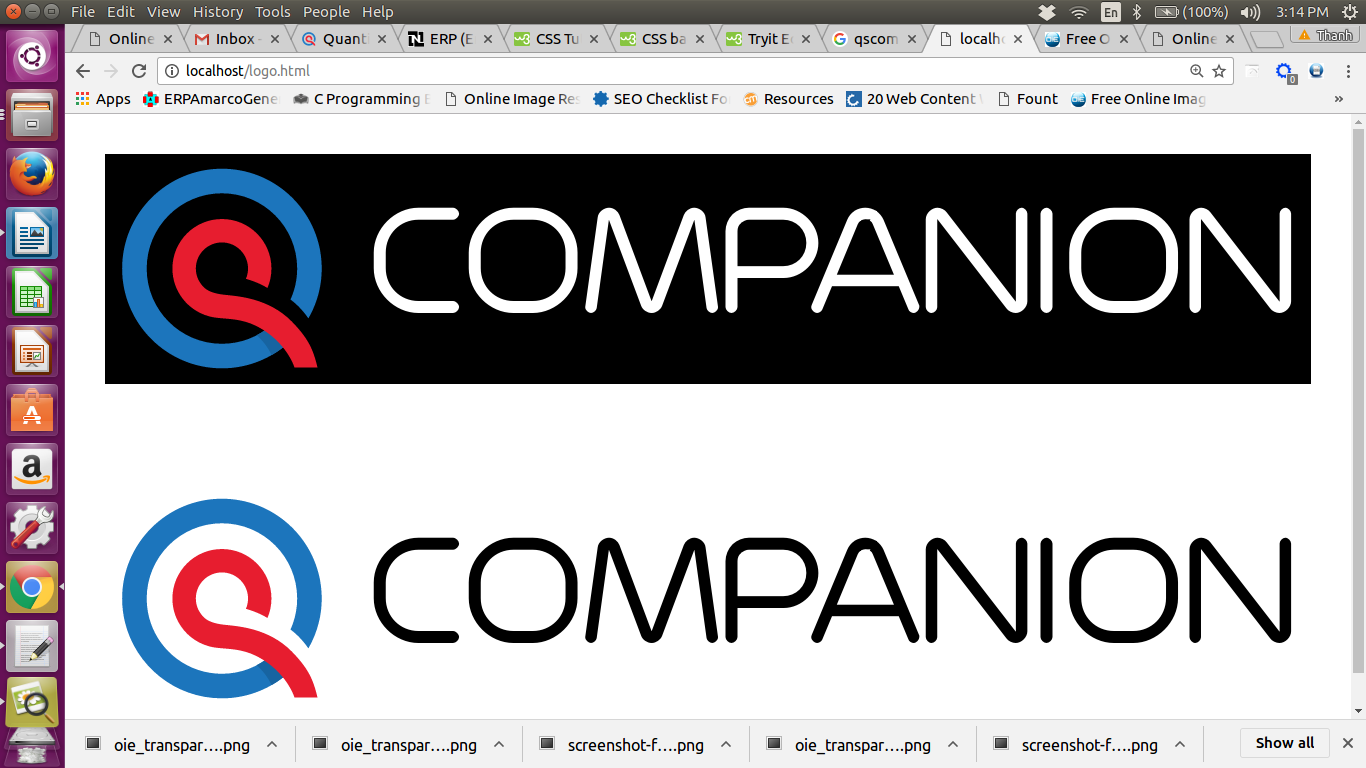 File Edit View History Tools People Help En (100%) 3:14 PM
Online Inbox - Quanti ERP (E CSS Tu CSS ba Tryit Ed qscom localh Free O Online Thanh
localhost/logo.html
Apps ERPAmarcoGene C Programming E Online Image Res SEO Checklist Fo Resources 20 Web Content Fount Free Online Imag »
COMPANION
COMPANION
oie_transpar....png oie_transpar....png screenshot-f....png oie_transpar....png screenshot-f....png Show all